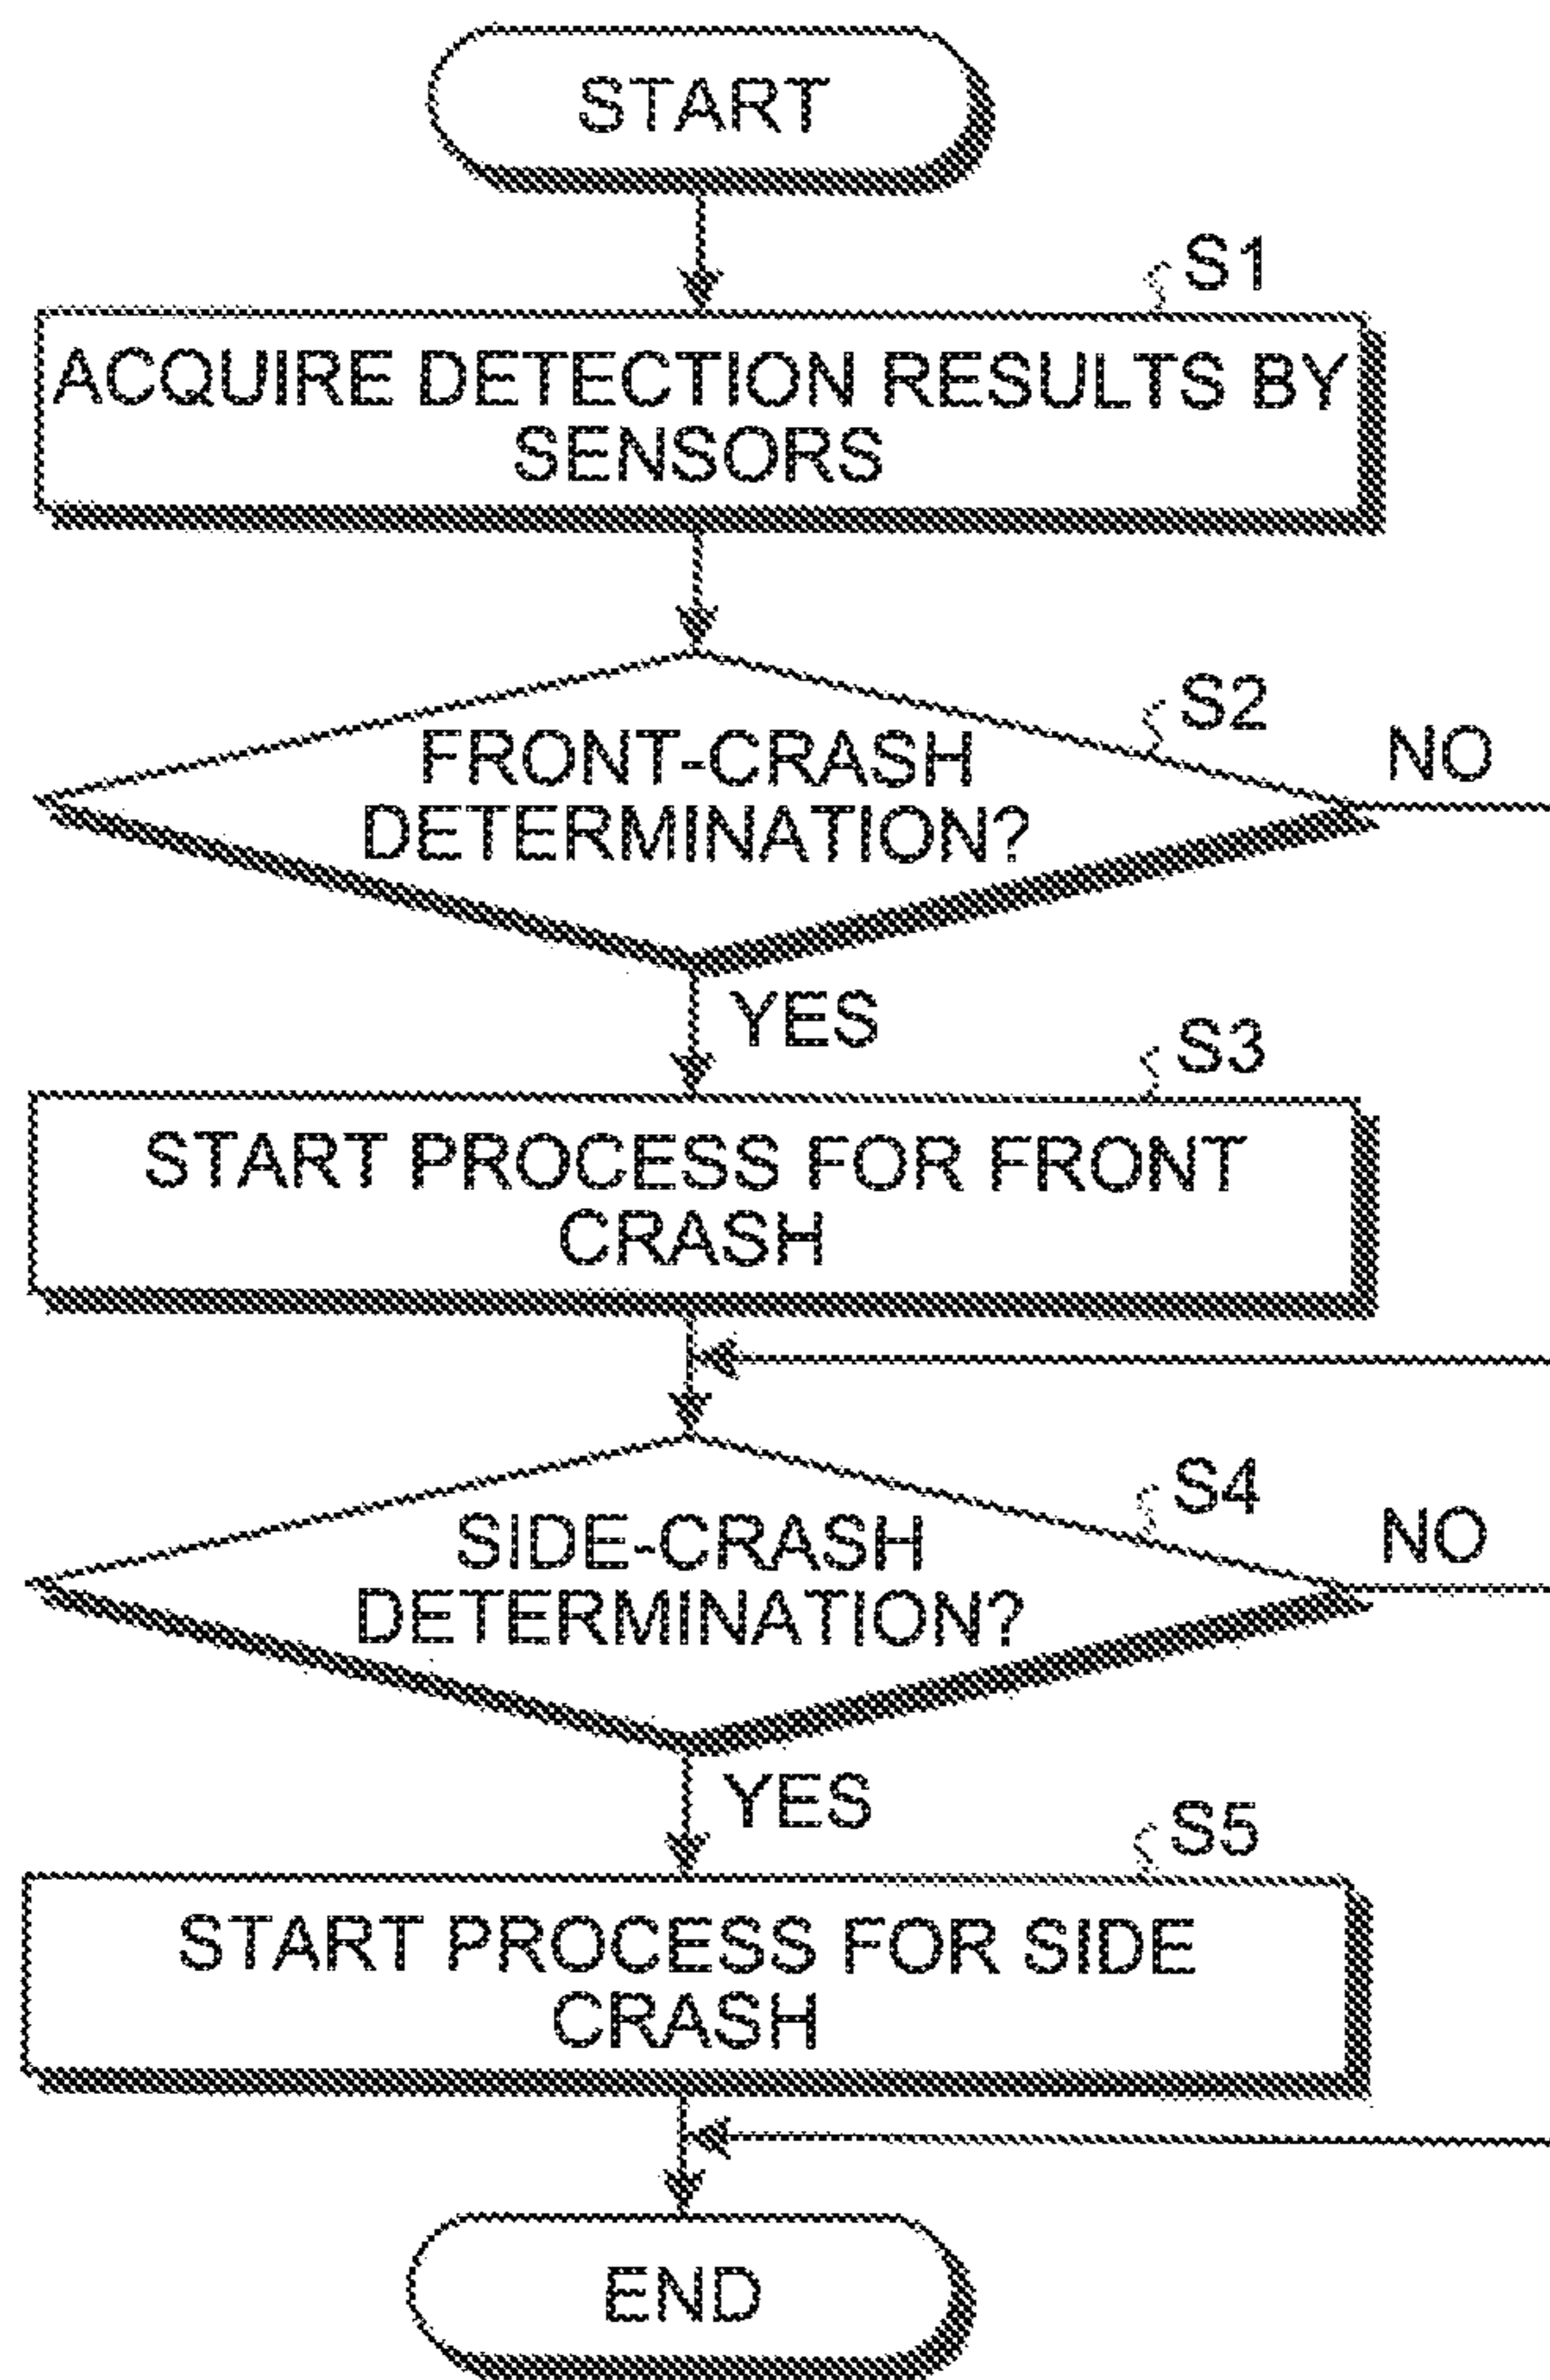 START
S1
ACQUIRE DETECTION RESULTS BY
SENSORS
S2
FRONT-CRASH
DETERMINATION?
NO
YES
S3
START PROCESS FOR FRONT
CRASH
S4
SIDE-CRASH
DETERMINATION?
NO
YES
S5
START PROCESS FOR SIDE
CRASH
END